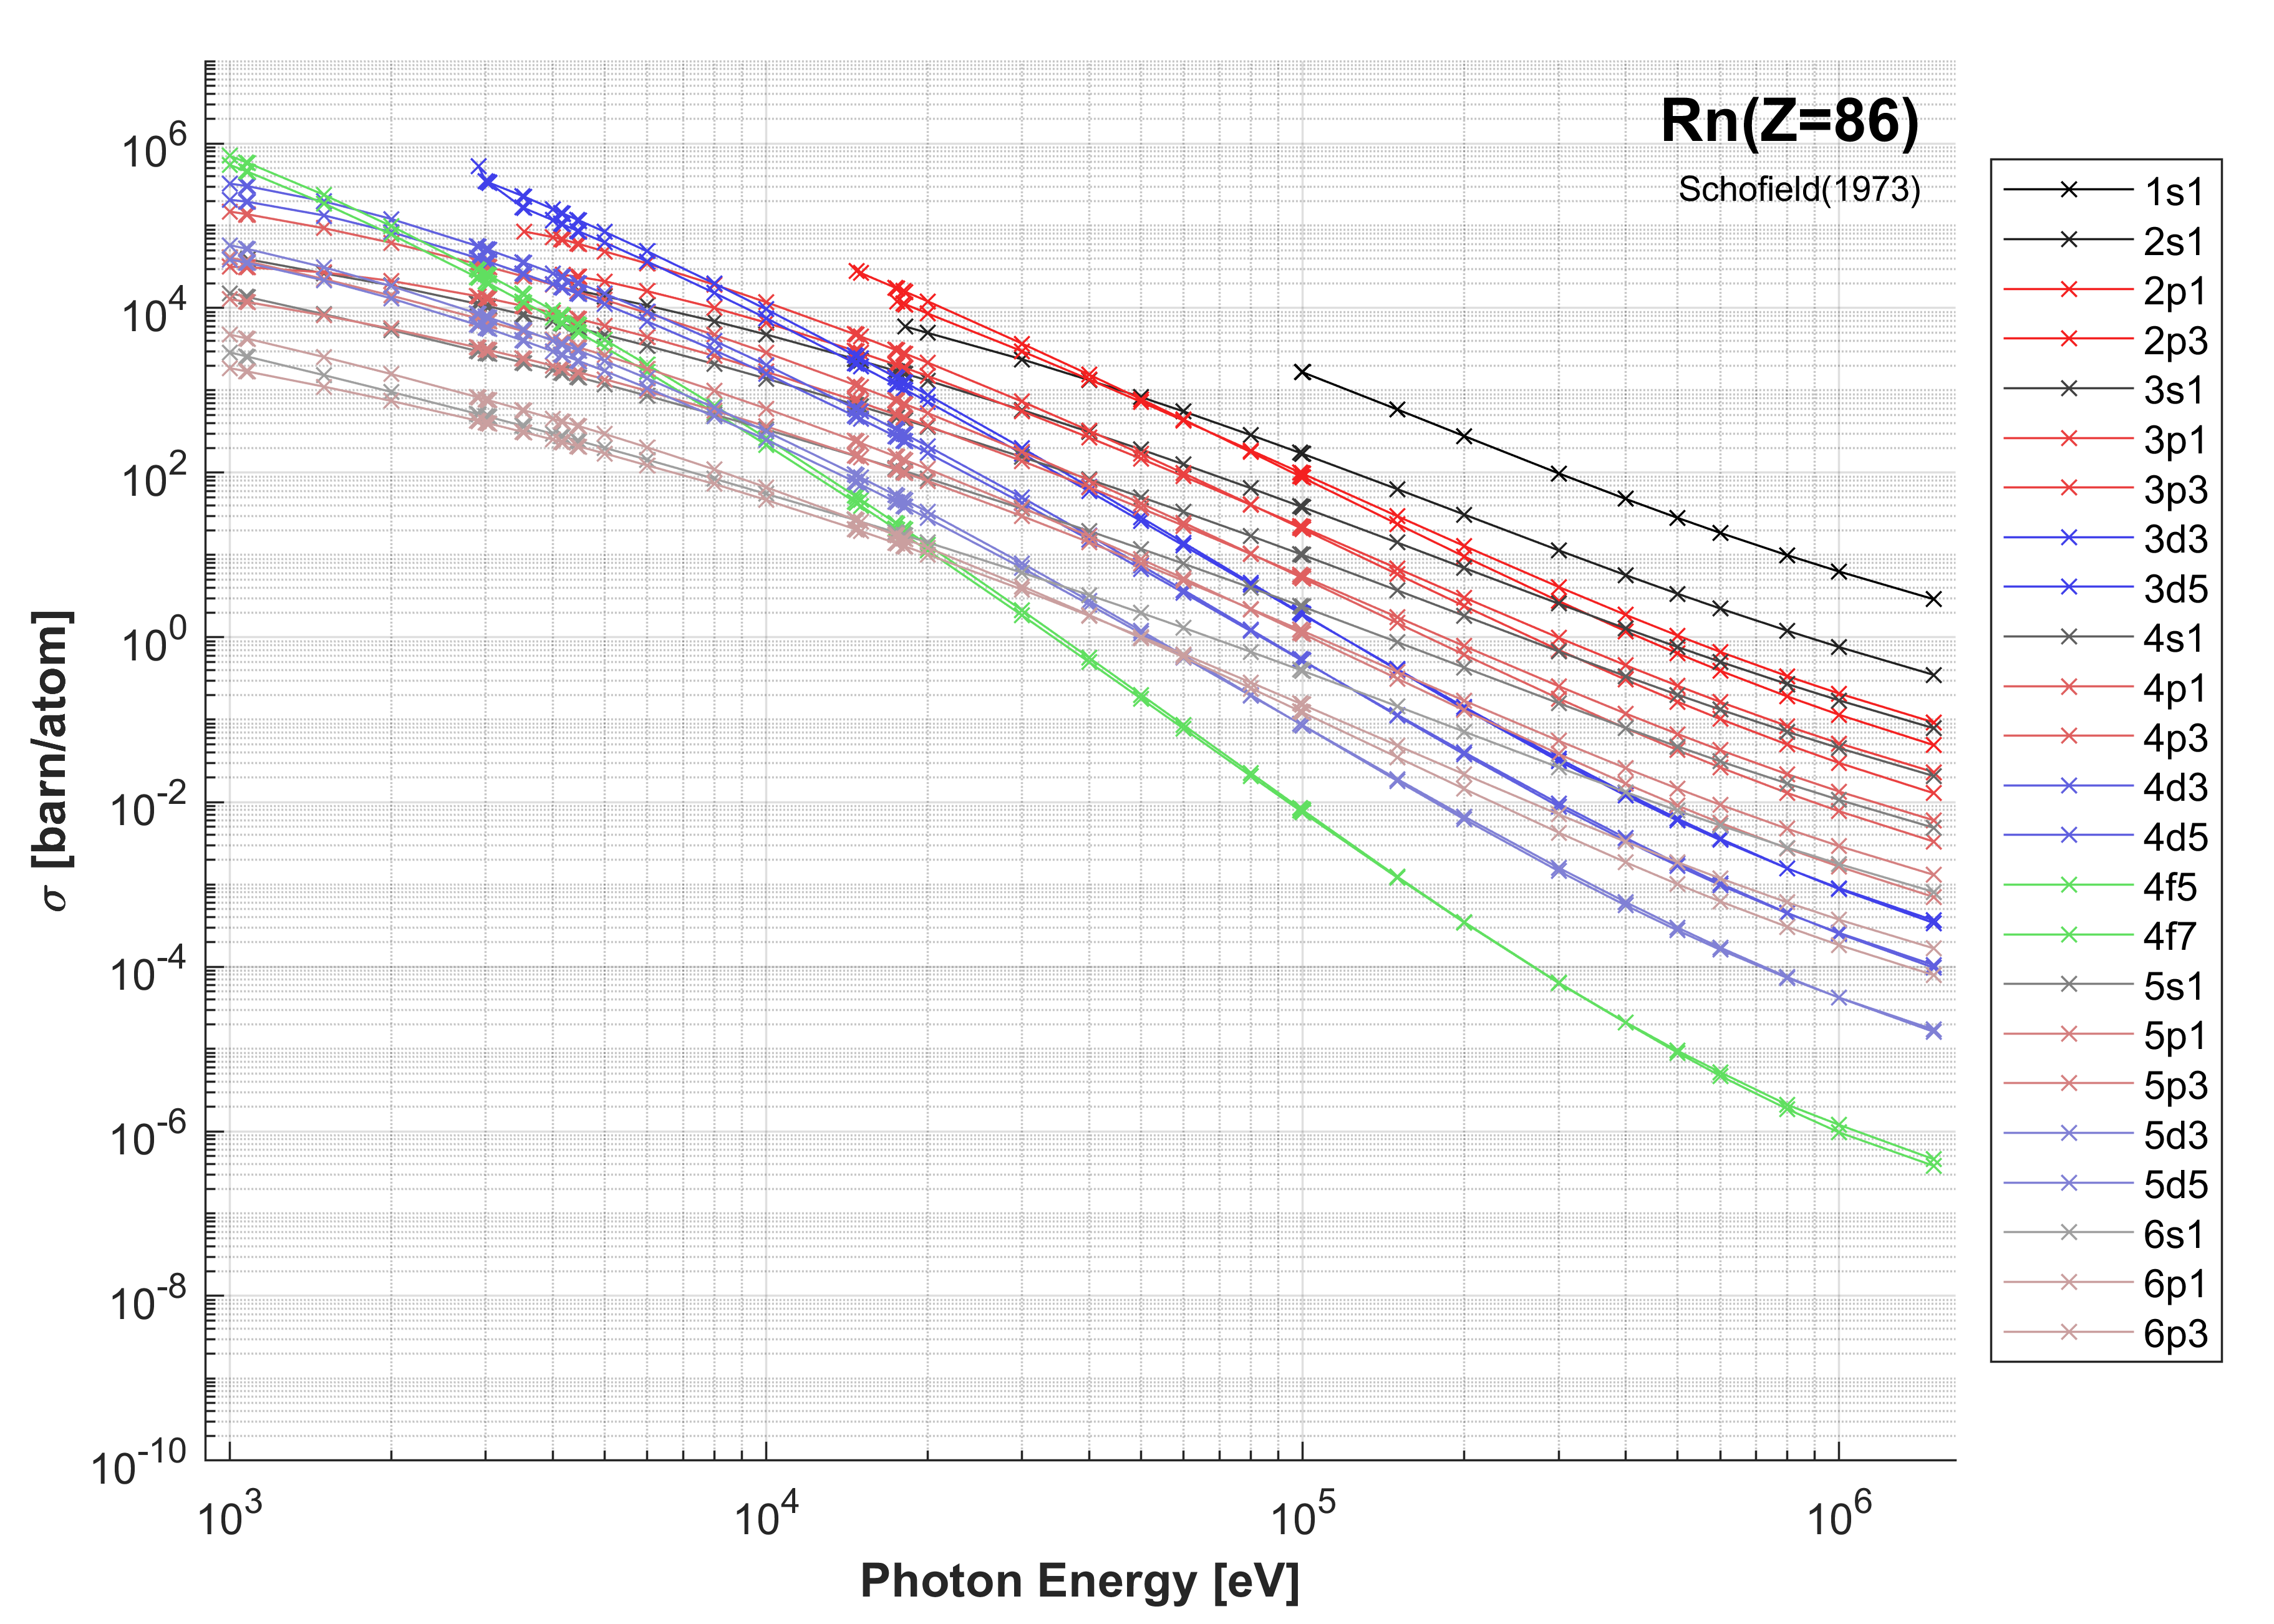 Rn(Z=86)
Schofield(1973)
10^6
10^4
10^2
10^0
10^-2
10^-4
10^-6
10^-8
10^-10
σ [barn/atom]
10^3
10^4
10^5
10^6
Photon Energy [eV]
1s1
2s1
2p1
2p3
3s1
3p1
3p3
3d3
3d5
4s1
4p1
4p3
4d3
4d5
4f5
4f7
5s1
5p1
5p3
5d3
5d5
6s1
6p1
6p3